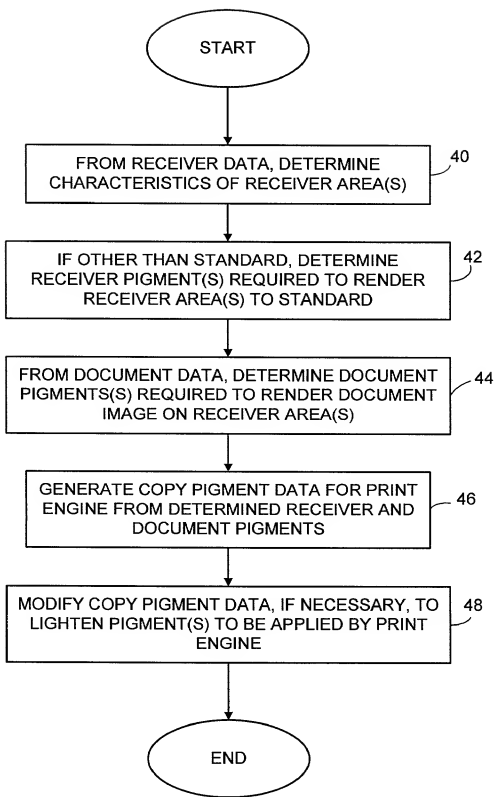 START
FROM RECEIVER DATA, DETERMINE
CHARACTERISTICS OF RECEIVER AREA(S)
40
IF OTHER THAN STANDARD, DETERMINE
RECEIVER PIGMENT(S) REQUIRED TO RENDER
RECEIVER AREA(S) TO STANDARD
42
FROM DOCUMENT DATA, DETERMINE DOCUMENT
PIGMENTS(S) REQUIRED TO RENDER DOCUMENT
IMAGE ON RECEIVER AREA(S)
44
GENERATE COPY PIGMENT DATA FOR PRINT
ENGINE FROM DETERMINED RECEIVER AND
DOCUMENT PIGMENTS
46
MODIFY COPY PIGMENT DATA, IF NECESSARY, TO
LIGHTEN PIGMENT(S) TO BE APPLIED BY PRINT
ENGINE
48
END